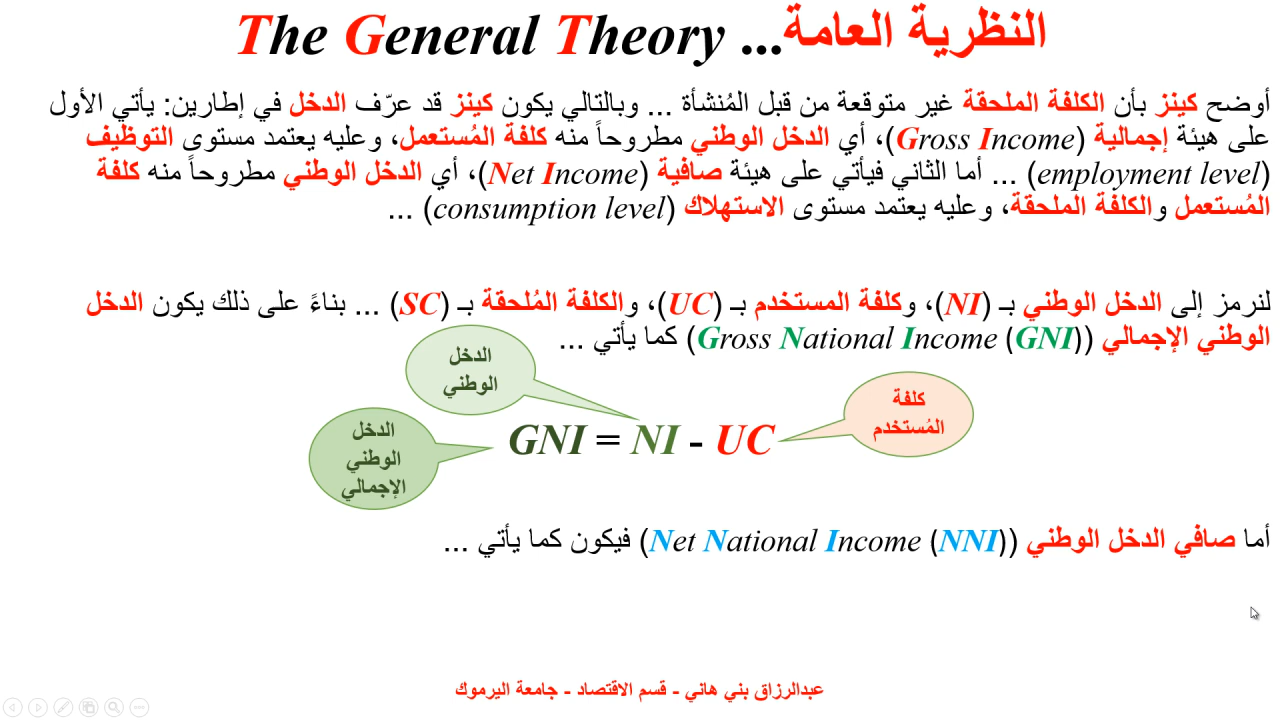 النظرية العامة... The General Theory
أوضح كينز بأن الكلفة الملحقة غير متوقعة من قبل المُنشأة ... وبالتالي يكون كينز قد عرّف الدخل في إطارين: يأتي الأول
على هيئة إجمالية (Gross Income)، أي الدخل الوطني مطروحاً منه كلفة المُستعمل، وعليه يعتمد مستوى التوظيف
(employment level) ... أما الثاني فيأتي على هيئة صافية (Net Income)، أي الدخل الوطني مطروحاً منه كلفة
المُستعمل والكلفة الملحقة، وعليه يعتمد مستوى الاستهلاك (consumption level) ...
لنرمز إلى الدخل الوطني بـ (NI)، وكلفة المستخدم بـ (UC)، والكلفة المُلحقة بـ (SC) ... بناءً على ذلك يكون الدخل
الوطني الإجمالي (Gross National Income (GNI)) كما يأتي ...
الدخل
الوطني
كلفة
المُستخدم
الدخل
الوطني
الإجمالي
GNI = NI - UC
أما صافي الدخل الوطني (Net National Income (NNI)) فيكون كما يأتي ...
عبدالرزاق بني هاني - قسم الاقتصاد - جامعة اليرموك